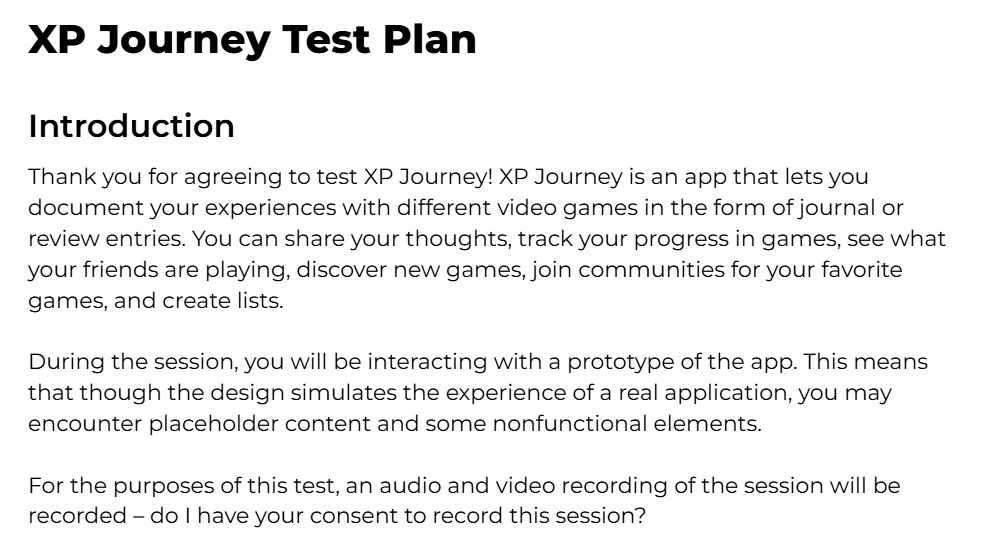 XP Journey Test Plan
Introduction
Thank you for agreeing to test XP Journey! XP Journey is an app that lets you
document your experiences with different video games in the form of journal or
review entries. You can share your thoughts, track your progress in games, see what
your friends are playing, discover new games, join communities for your favorite
games, and create lists.
During the session, you will be interacting with a prototype of the app. This means
that though the design simulates the experience of a real application, you may
encounter placeholder content and some nonfunctional elements.
For the purposes of this test, an audio and video recording of the session will be
recorded – do I have your consent to record this session?